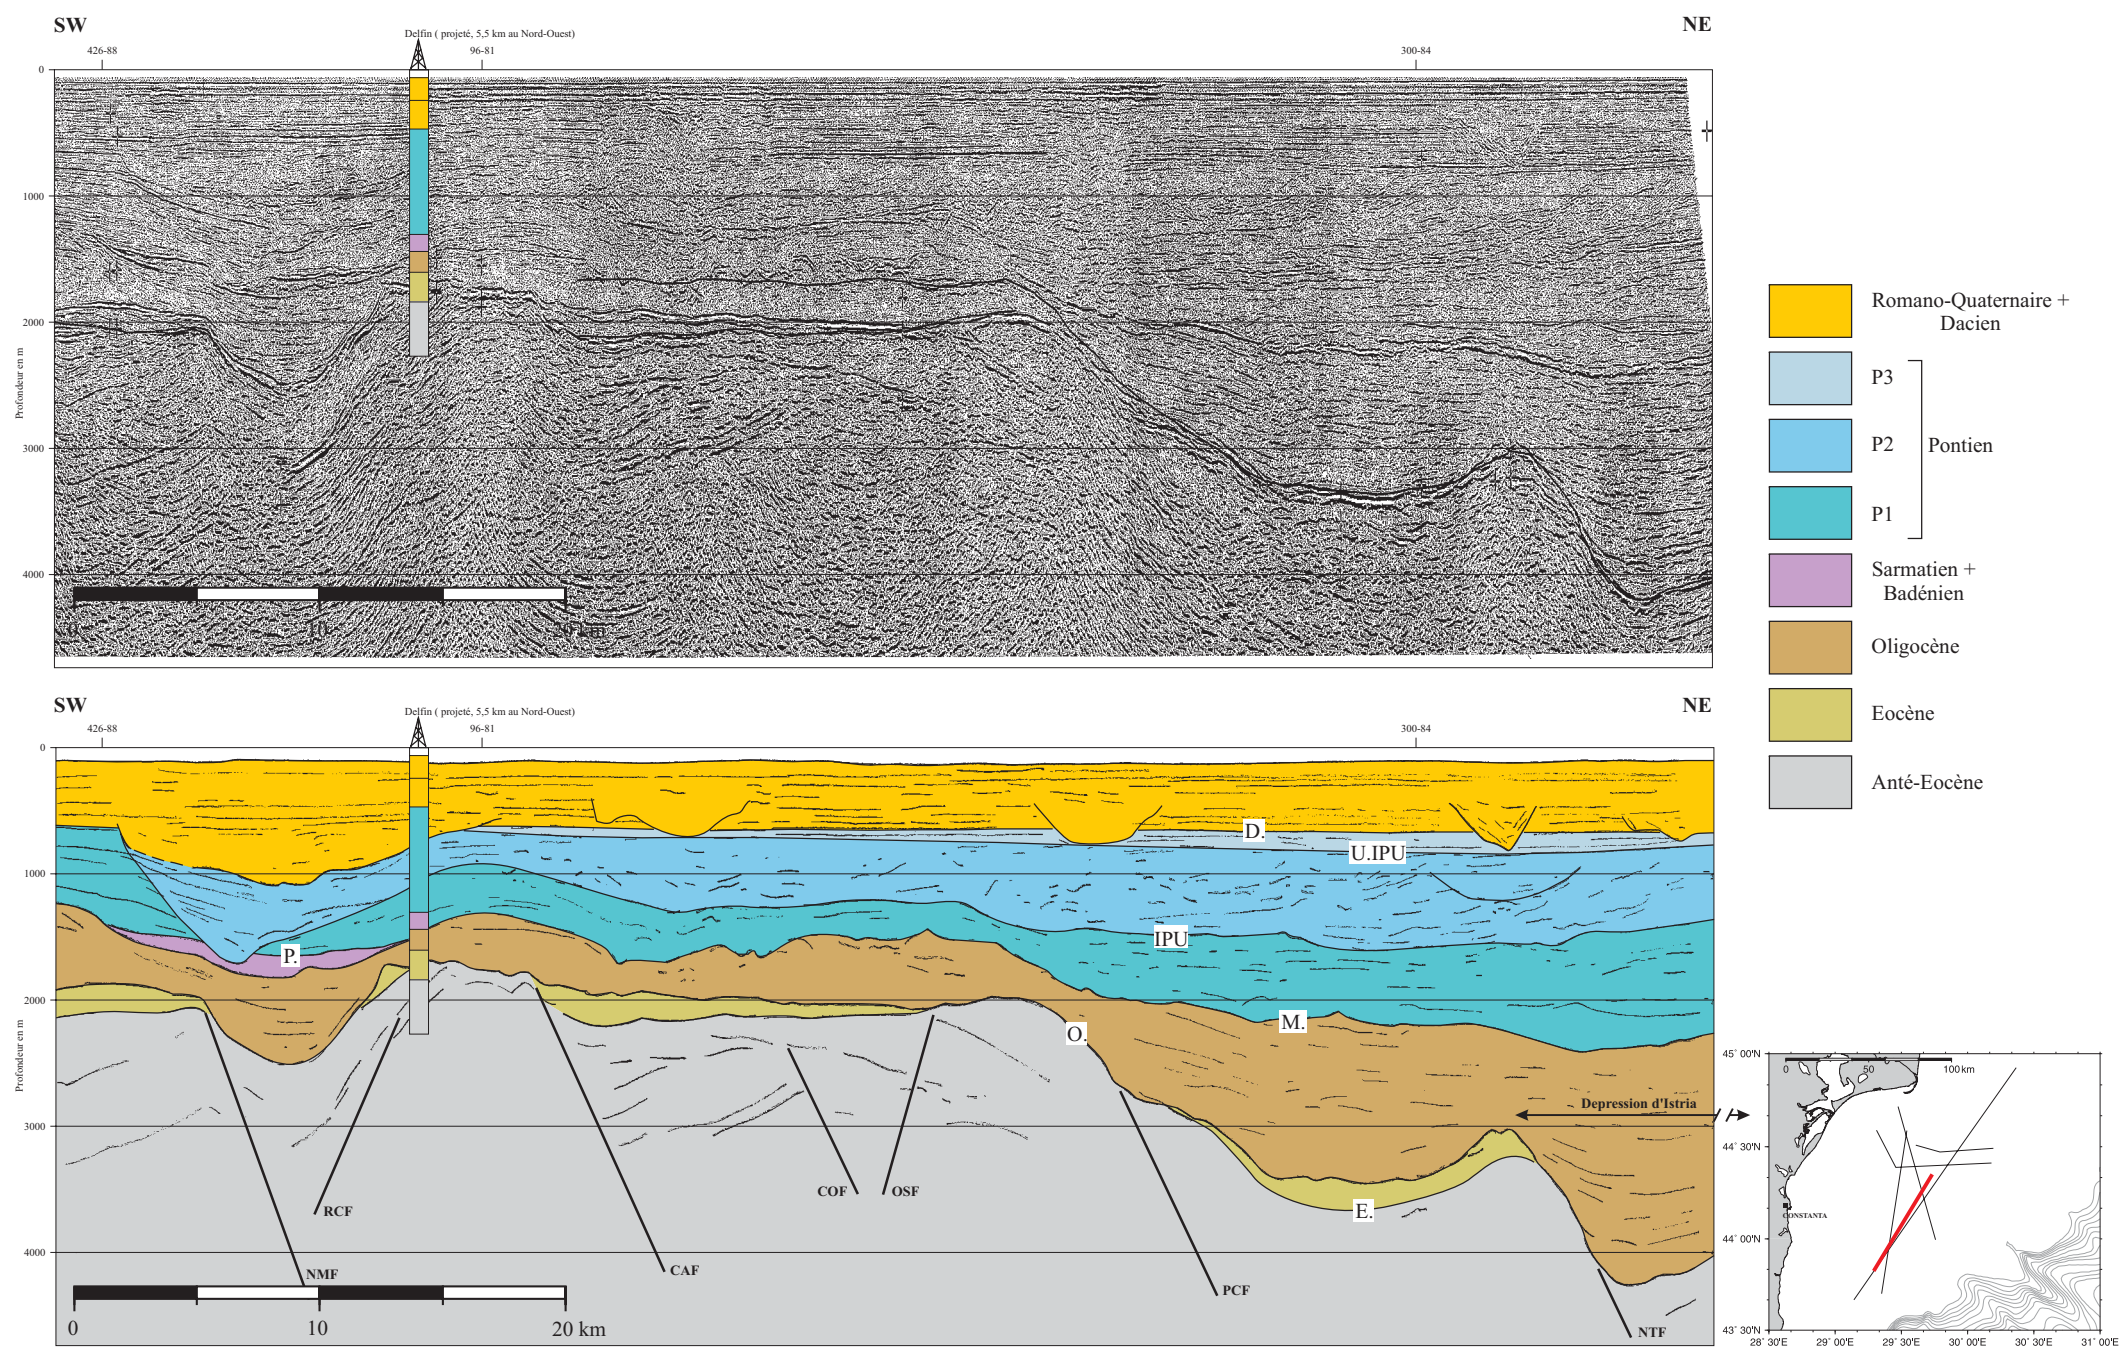 SW
NE
Delfin ( projeté, 5,5 km au Nord-Ouest)
426-88
96-81
300-84
0
1000
2000
3000
4000
Profondeur en m
0
10
20 km
Romano-Quaternaire +
Dacien
P3
P2
Pontien
P1
Sarmatien +
Badénien
Oligocène
Eocène
Anté-Eocène
SW
NE
Delfin ( projeté, 5,5 km au Nord-Ouest)
426-88
96-81
300-84
0
1000
2000
3000
4000
Profondeur en m
D.
U.IPU
IPU
P.
M.
O.
E.
Depression d'Istria
RCF
NMF
CAF
COF
OSF
PCF
NTF
0
10
20 km
45° 00'N
44° 30'N
44° 00'N
43° 30'N
0
50
100 km
CONSTANTA
28° 30'E
29° 00'E
29° 30'E
30° 00'E
30° 30'E
31° 00'E